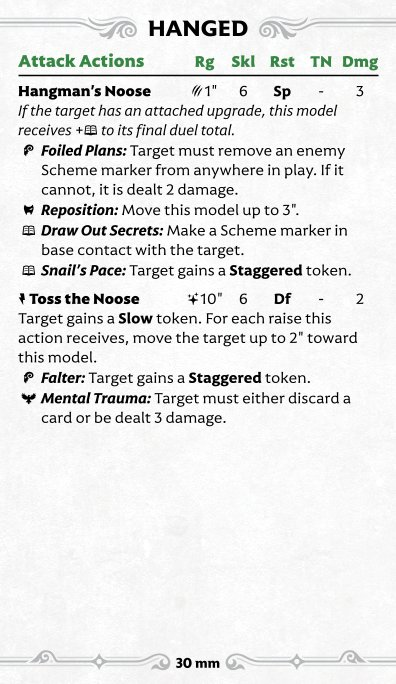 HANGED
Attack Actions Rg Skl Rst TN Dmg
Hangman's Noose 1" 6 Sp - 3
If the target has an attached upgrade, this model
receives + to its final duel total.
Foiled Plans: Target must remove an enemy
Scheme marker from anywhere in play. If it
cannot, it is dealt 2 damage.
Reposition: Move this model up to 3".
Draw Out Secrets: Make a Scheme marker in
base contact with the target.
Snail's Pace: Target gains a Staggered token.
Toss the Noose 10" 6 Df - 2
Target gains a Slow token. For each raise this
action receives, move the target up to 2" toward
this model.
Falter: Target gains a Staggered token.
Mental Trauma: Target must either discard a
card or be dealt 3 damage.
30 mm